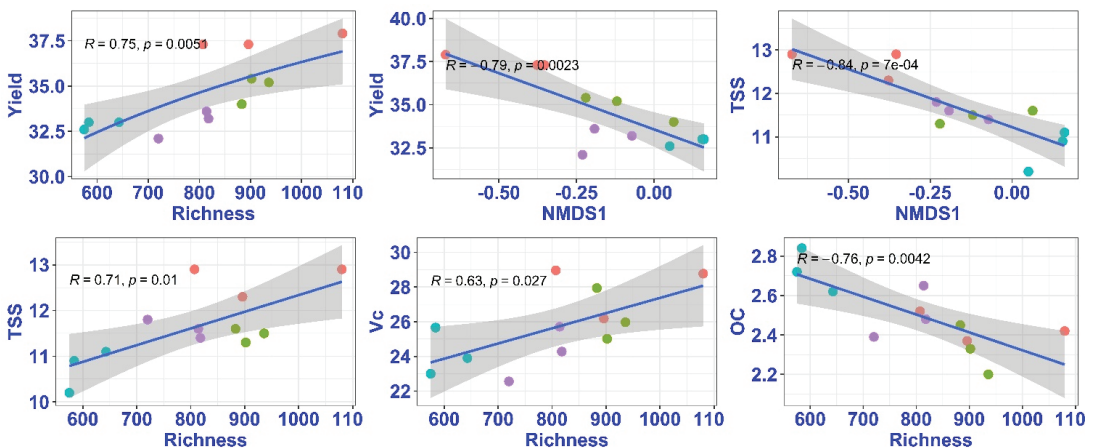 37.5
35.0
32.5
30.0
Yield
R = 0.75, p = 0.0051
600 700 800 900 1000 110
Richness
40.0
37.5
35.0
32.5
Yield
R = −0.79, p = 0.0023
-0.50 -0.25 0.00
NMDS1
13
12
11
TSS
R = −0.84, p = 7e-04
-0.50 -0.25 0.00
NMDS1
13
12
11
10
TSS
R = 0.71, p = 0.01
600 700 800 900 1000 110
Richness
30
28
26
24
22
Vc
R = 0.63, p = 0.027
600 700 800 900 1000 110
Richness
2.8
2.6
2.4
2.2
OC
R = −0.76, p = 0.0042
600 700 800 900 1000 110
Richness